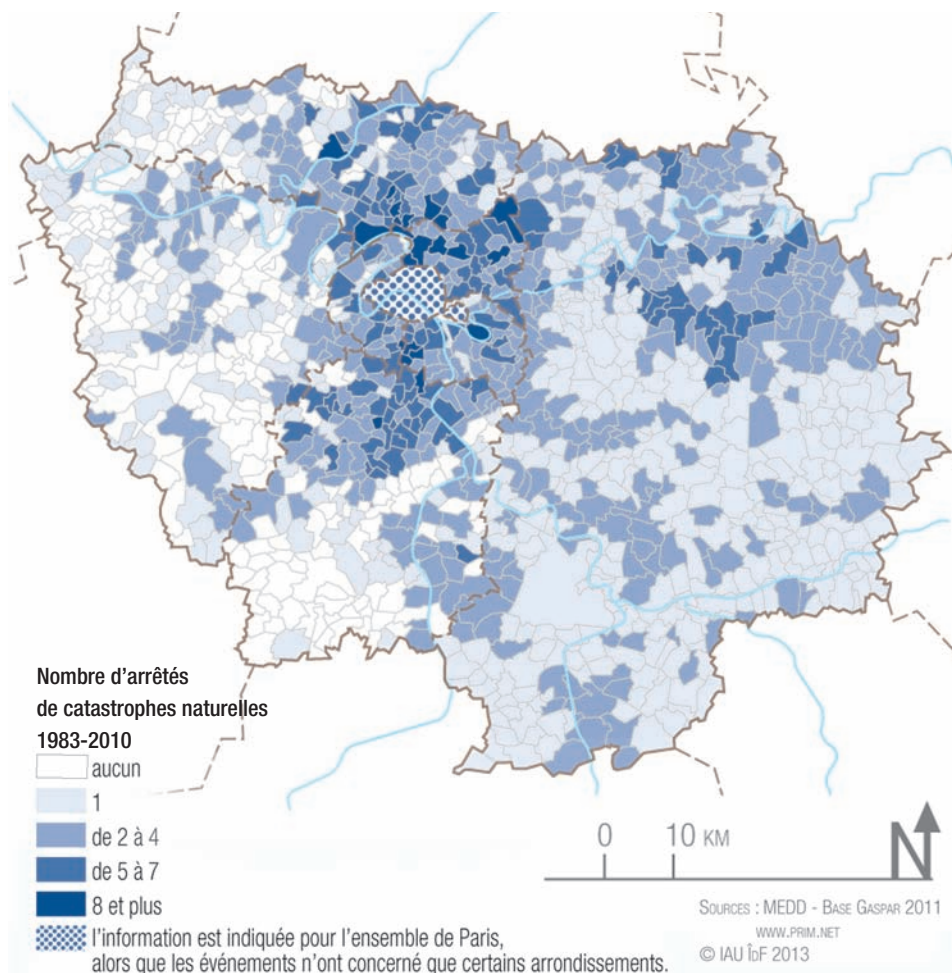 Nombre d'arrêtés
de catastrophes naturelles
1983-2010
aucun
1
de 2 à 4
de 5 à 7
8 et plus
l'information est indiquée pour l'ensemble de Paris,
alors que les événements n'ont concerné que certains arrondissements.
0 10 KM
N
SOURCES : MEDD - BASE GASPAR 2011
WWW.PRIM.NET
© IAU ÎDF 2013